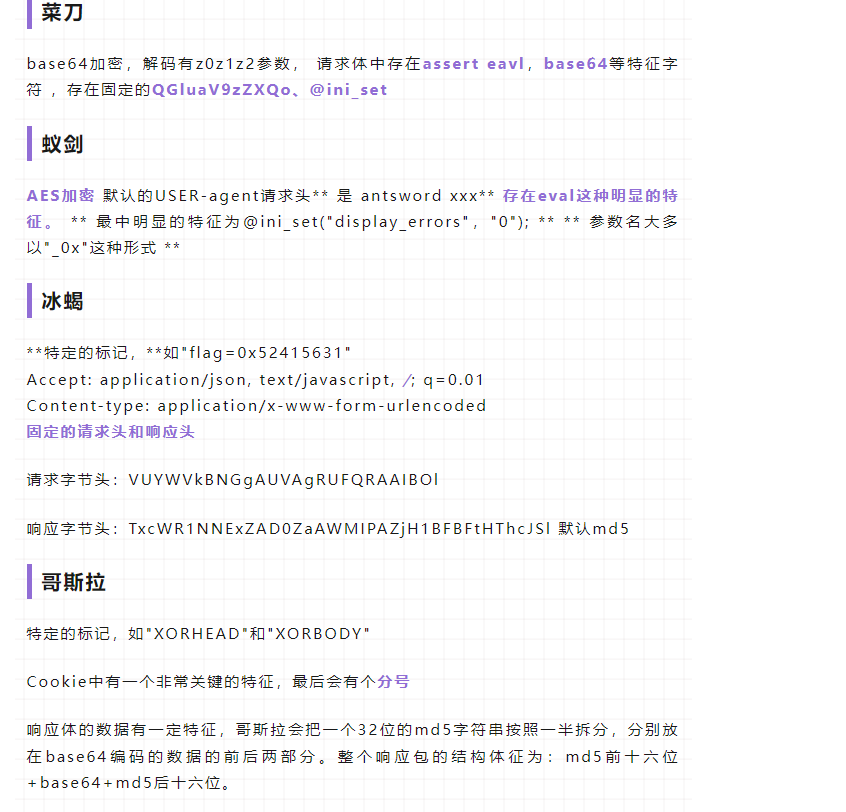 菜刀
base64加密，解码有z0z1z2参数， 请求体中存在assert eavl，base64等特征字
符 ，存在固定的QGluaV9zZXQo、@ini_set
蚁剑
AES加密 默认的USER-agent请求头** 是 antsword xxx** 存在eval这种明显的特
征。 ** 最中明显的特征为@ini_set("display_errors"，"0"); ** ** 参数名大多
以"_0x"这种形式 **
冰蝎
**特定的标记，**如"flag=0x52415631"
Accept: application/json, text/javascript, /; q=0.01
Content-type: application/x-www-form-urlencoded
固定的请求头和响应头
请求字节头：VUYWVkBNGgAUVAgRUFQRAAIBOl
响应字节头：TxcWR1NNExZAD0ZaAWMIPAZjH1BFBFtHThcJSl 默认md5
哥斯拉
特定的标记，如"XORHEAD"和"XORBODY"
Cookie中有一个非常关键的特征，最后会有个分号
响应体的数据有一定特征，哥斯拉会把一个32位的md5字符串按照一半拆分，分别放
在base64编码的数据的前后两部分。整个响应包的结构体征为：md5前十六位
+base64+md5后十六位。